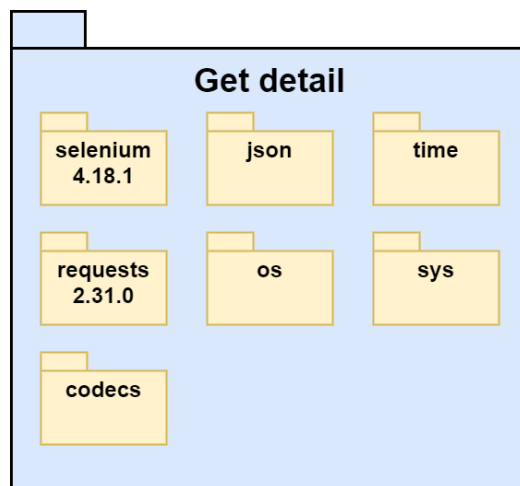 Get detail
selenium
4.18.1
json
time
requests
2.31.0
os
sys
codecs